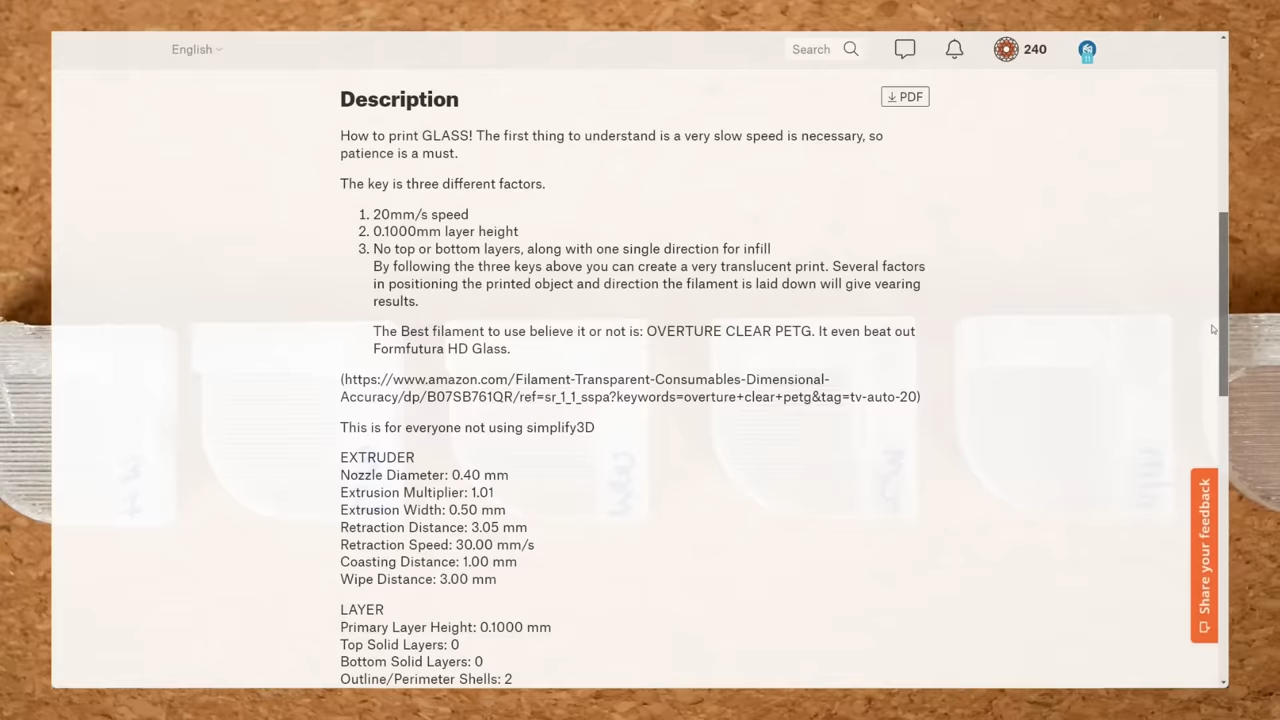 English
Search
240
11
Description
PDF
How to print GLASS! The first thing to understand is a very slow speed is necessary, so
patience is a must.
The key is three different factors.
1. 20mm/s speed
2. 0.1000mm layer height
3. No top or bottom layers, along with one single direction for infill
By following the three keys above you can create a very translucent print. Several factors
in positioning the printed object and direction the filament is laid down will give vearing
results.
The Best filament to use believe it or not is: OVERTURE CLEAR PETG. It even beat out
Formfutura HD Glass.
(https://www.amazon.com/Filament-Transparent-Consumables-Dimensional-
Accuracy/dp/B07SB761QR/ref=sr_1_1_sspa?keywords=overture+clear+petg&tag=tv-auto-20)
This is for everyone not using simplify3D
EXTRUDER
Nozzle Diameter: 0.40 mm
Extrusion Multiplier: 1.01
Extrusion Width: 0.50 mm
Retraction Distance: 3.05 mm
Retraction Speed: 30.00 mm/s
Coasting Distance: 1.00 mm
Wipe Distance: 3.00 mm
LAYER
Primary Layer Height: 0.1000 mm
Top Solid Layers: 0
Bottom Solid Layers: 0
Outline/Perimeter Shells: 2
Share your feedback